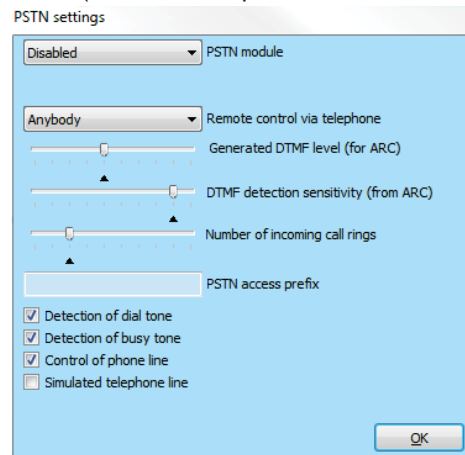 PSTN settings
Disabled PSTN module
Anybody Remote control via telephone
Generated DTMF level (for ARC)
DTMF detection sensitivity (from ARC)
Number of incoming call rings
PSTN access prefix
Detection of dial tone
Detection of busy tone
Control of phone line
Simulated telephone line
OK